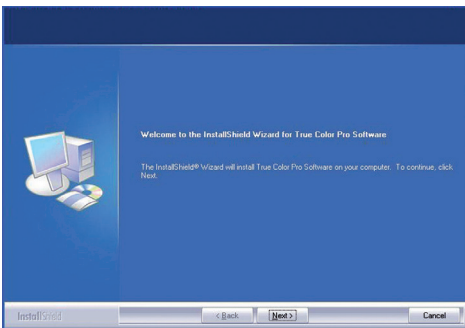 Welcome to the InstallShield Wizard for True Color Pro Software
The InstallShield® Wizard will install True Color Pro Software on your computer. To continue, click
Next.
InstallShield
< Back
Next >
Cancel